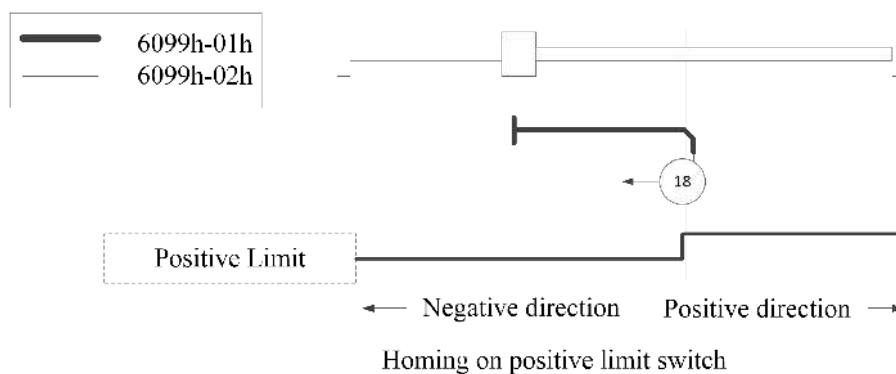 6099h-01h
6099h-02h
18
Positive Limit
Negative direction
Positive direction
Homing on positive limit switch